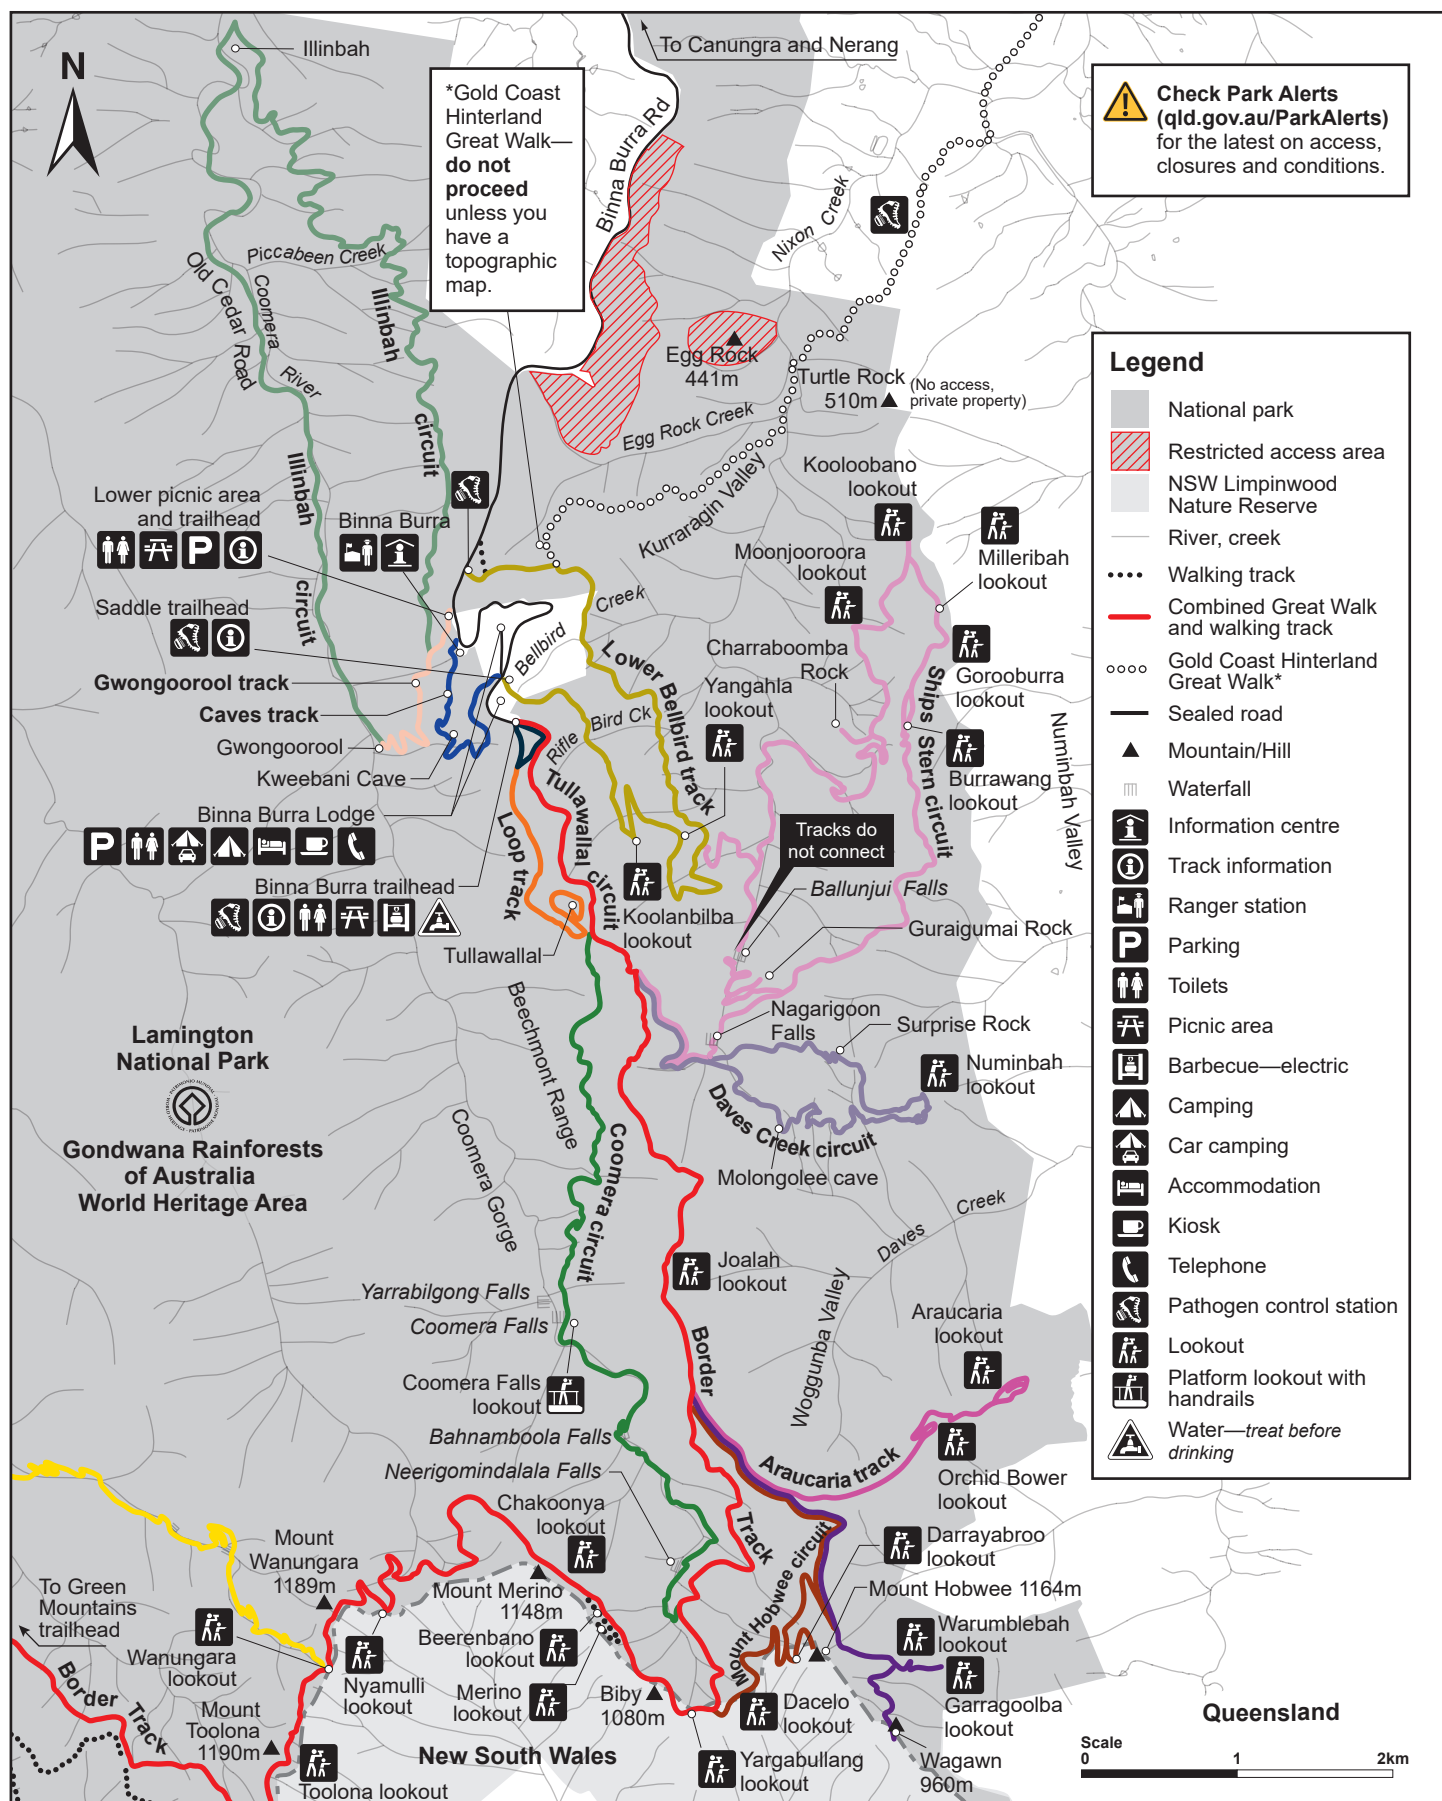 Illinbah
To Canungra and Nerang
N
*Gold Coast
Hinterland
Great Walk—
do not
proceed
unless you
have a
topographic
map.
Binna Burra Rd
Check Park Alerts
(qld.gov.au/ParkAlerts)
for the latest on access,
closures and conditions.
Nixon Creek
Piccabeen Creek
Old Cedar Road
Coomera
River
Illinbah
circuit
Illinbah
circuit
Egg Rock
441m
Turtle Rock
510m
(No access,
private property)
Egg Rock Creek
Kurraragin Valley
Kooloobano
lookout
Milleribah
lookout
Moonjooroora
lookout
Lower picnic area
and trailhead
Binna Burra
Saddle trailhead
Creek
Bellbird
Charraboomba
Rock
Gorooburra
lookout
Yangahla
lookout
Gwongoorool track
Caves track
Gwongoorool
Kweebani Cave
Lower Bellbird track
Rifle Bird Ck
Ships Stern circuit
Burrawang
lookout
Numinbah Valley
Binna Burra Lodge
Tullawallal circuit
Loop track
Tracks do
not connect
Binna Burra trailhead
Ballunjui Falls
Koolanbilba
lookout
Guraigumai Rock
Tullawallal
Beechmont Range
Nagarigoon
Falls
Surprise Rock
Numinbah
lookout
Lamington
National Park
PATRIMONIO MUNDIAL
WORLD HERITAGE
PATRIMOINE MONDIAL
Gondwana Rainforests
of Australia
World Heritage Area
Daves Creek circuit
Molongolee cave
Coomera Gorge
Coomera circuit
Daves Creek
Woggunba Valley
Joalah
lookout
Yarrabilgong Falls
Coomera Falls
Araucaria
lookout
Border
Coomera Falls
lookout
Bahnamboola Falls
Araucaria track
Orchid Bower
lookout
Neerigomindalala Falls
Chakoonya
lookout
Track
Mount Hobwee circuit
Darrayabroo
lookout
Mount
Wanungara
1189m
Mount Merino
1148m
Mount Hobwee 1164m
To Green
Mountains
trailhead
Wanungara
lookout
Beerenbano
lookout
Warumblebah
lookout
Nyamulli
lookout
Merino
lookout
Biby
1080m
Dacelo
lookout
Garragoolba
lookout
Border Track
Mount
Toolona
1190m
New South Wales
Queensland
Toolona lookout
Yargabullang
lookout
Wagawn
960m
Scale
0 1 2km
Legend
National park
Restricted access area
NSW Limpinwood
Nature Reserve
River, creek
Walking track
Combined Great Walk
and walking track
Gold Coast Hinterland
Great Walk*
Sealed road
Mountain/Hill
Waterfall
Information centre
Track information
Ranger station
P
Parking
Toilets
Picnic area
Barbecue—electric
Camping
Car camping
Accommodation
Kiosk
Telephone
Pathogen control station
Lookout
Platform lookout with
handrails
Water—treat before
drinking